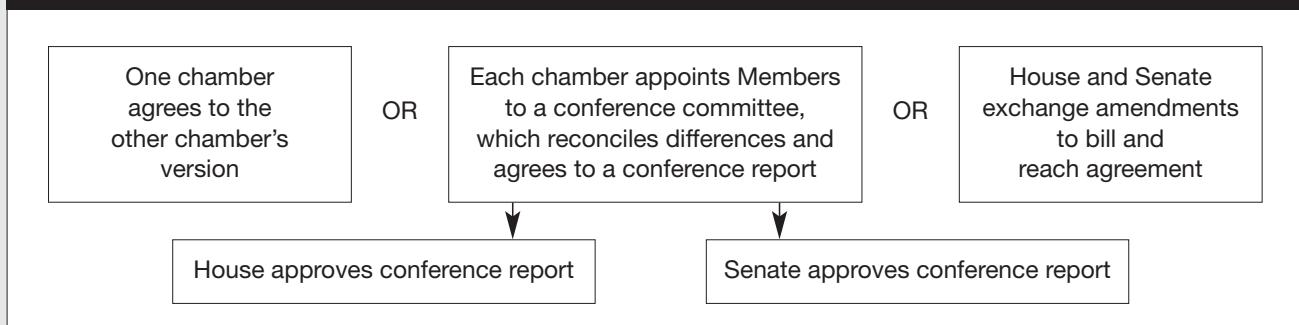 One chamber
agrees to the
other chamber's
version
OR
Each chamber appoints Members
to a conference committee,
which reconciles differences and
agrees to a conference report
OR
House and Senate
exchange amendments
to bill and
reach agreement
House approves conference report
Senate approves conference report